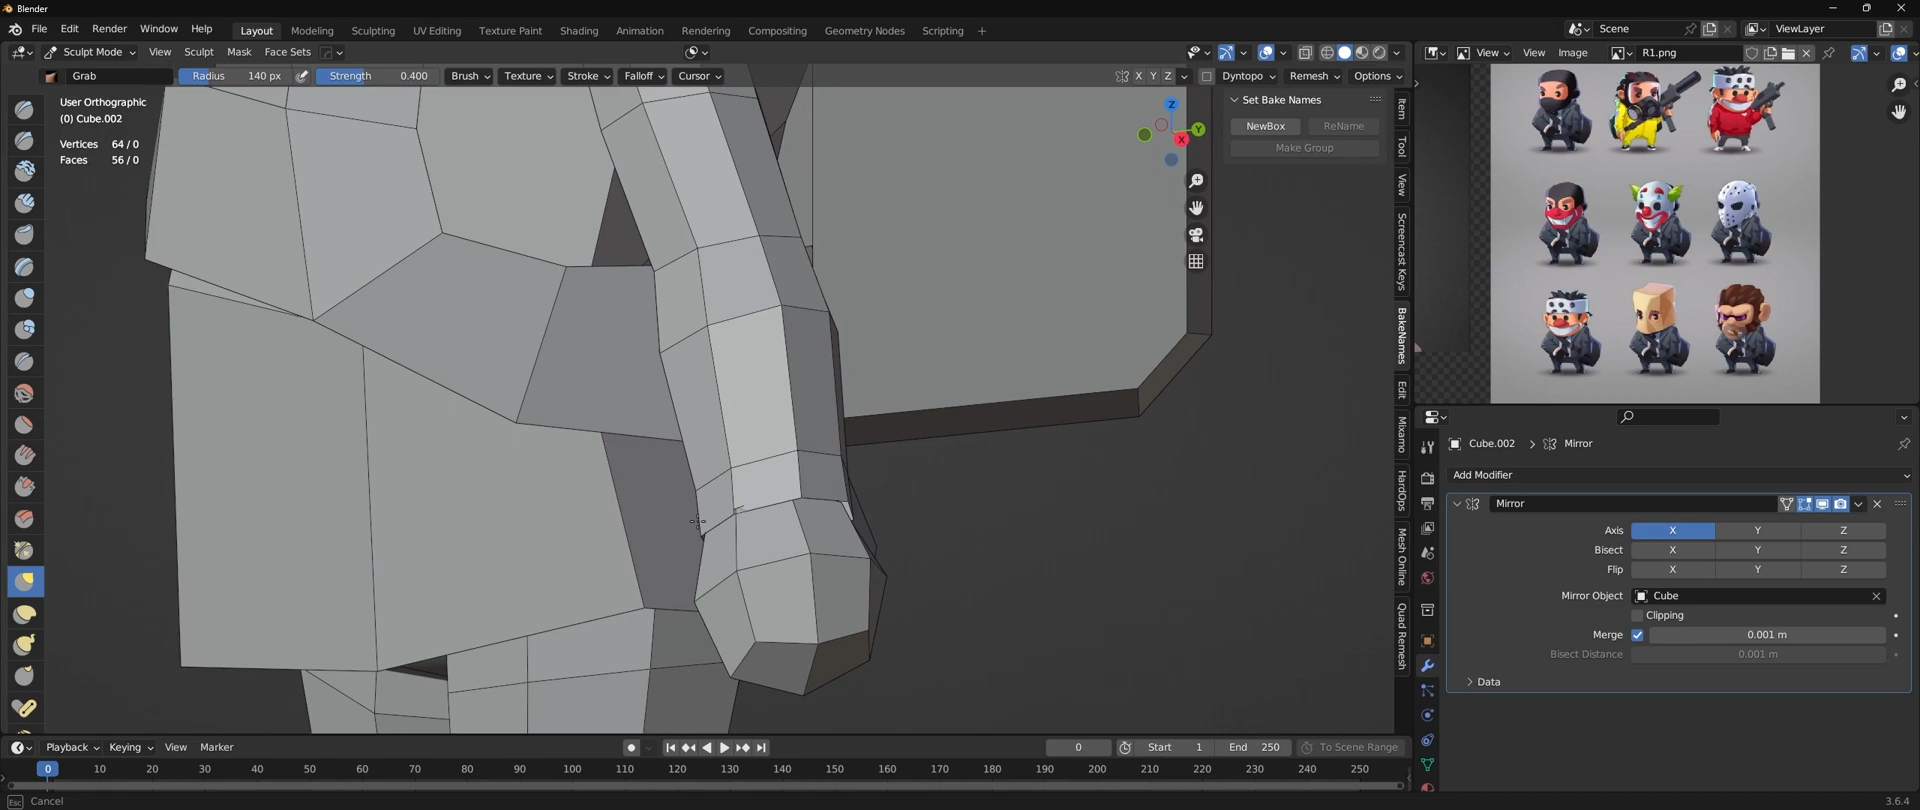 Blender
File Edit Render Window Help
Layout Modeling Sculpting UV Editing Texture Paint Shading Animation Rendering Compositing Geometry Nodes Scripting +
Scene
ViewLayer
Sculpt Mode View Sculpt Mask Face Sets
View View Image R1.png
Grab Radius 140 px Strength 0.400 Brush Texture Stroke Falloff Cursor
X Y Z Dyntopo Remesh Options
User Orthographic
(0) Cube.002
Vertices 64 / 0
Faces 56 / 0
Z
Y
X
Set Bake Names
NewBox ReName
Make Group
Item
Tool
View
Screencast Keys
BakeNames
Edit
Mixamo
HardOps
Mesh Online
Quad Remesh
Cube.002 > Mirror
Add Modifier
Mirror
Axis X Y Z
Bisect X Y Z
Flip X Y Z
Mirror Object Cube
Clipping
Merge 0.001 m
Bisect Distance 0.001 m
Data
Playback Keying View Marker
0 Start 1 End 250 To Scene Range
0 10 20 30 40 50 60 70 80 90 100 110 120 130 140 150 160 170 180 190 200 210 220 230 240 250
Esc Cancel
3.6.4